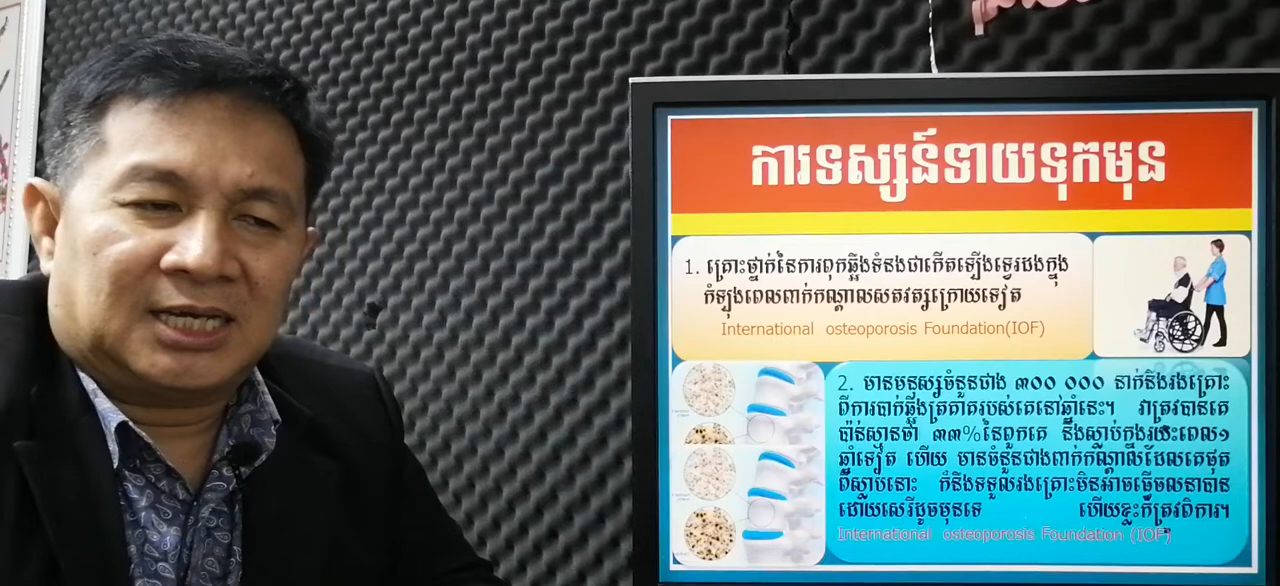 ការទស្សន៍ទាយទុកមុន
1. គ្រោះថ្នាក់នៃការពុកឆ្អឹងទំនងជាកើតឡើងទ្វេរដងក្នុង
កំឡុងពេលពាក់កណ្តាលសតវត្សក្រោយទៀត
International osteoporosis Foundation(IOF)
2. មានមនុស្សចំនួនជាង ៣០០ ០០០ នាក់នឹងរងគ្រោះ
ពីការបាក់ឆ្អឹងត្រគាគរបស់គេនៅឆ្នាំនេះ។ វាត្រូវបានគេ
ប៉ាន់ស្មានថា ៣៣%នៃពួកគេ នឹងស្លាប់ក្នុងរយះពេល១
ឆ្នាំទៀត ហើយ មានចំនួនជាងពាក់កណ្តាលដែលគេផុត
ពីស្លាប់នោះ ក៏នឹងទទួលរងគ្រោះមិនអាចធ្វើចលនាបាន
ដោយសេរីដូចមុនទេ ហើយខ្លះក៏ត្រូវពិការ។
International osteoporosis Foundation (IOF)